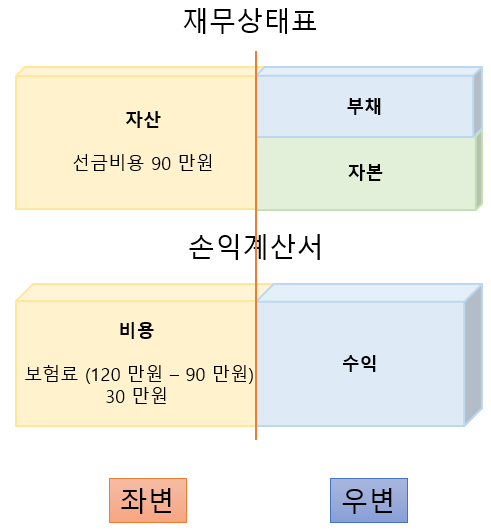 재무상태표
자산
선금비용 90 만원
부채
자본
손익계산서
비용
보험료 (120 만원 – 90 만원)
30 만원
수익
좌변
우변